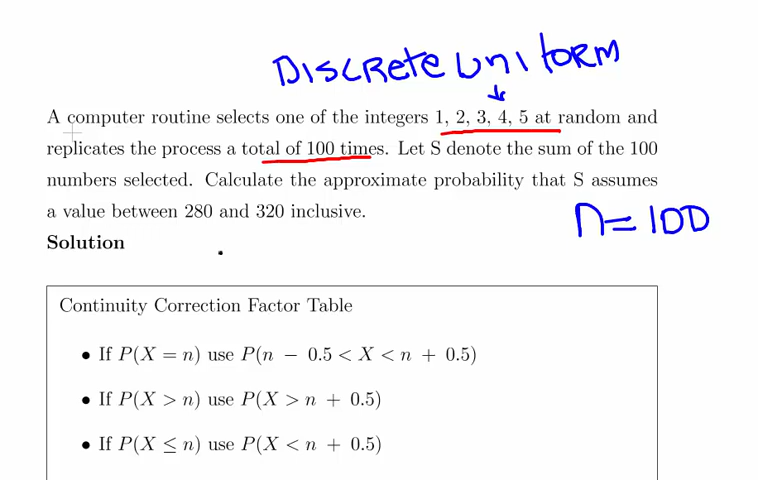 DISCRete UNIFORM
A computer routine selects one of the integers 1, 2, 3, 4, 5 at random and
replicates the process a total of 100 times. Let S denote the sum of the 100
numbers selected. Calculate the approximate probability that S assumes
a value between 280 and 320 inclusive.
n=100
Solution
Continuity Correction Factor Table
• If P(X = n) use P(n − 0.5 < X < n + 0.5)
• If P(X > n) use P(X > n + 0.5)
• If P(X ≤ n) use P(X < n + 0.5)